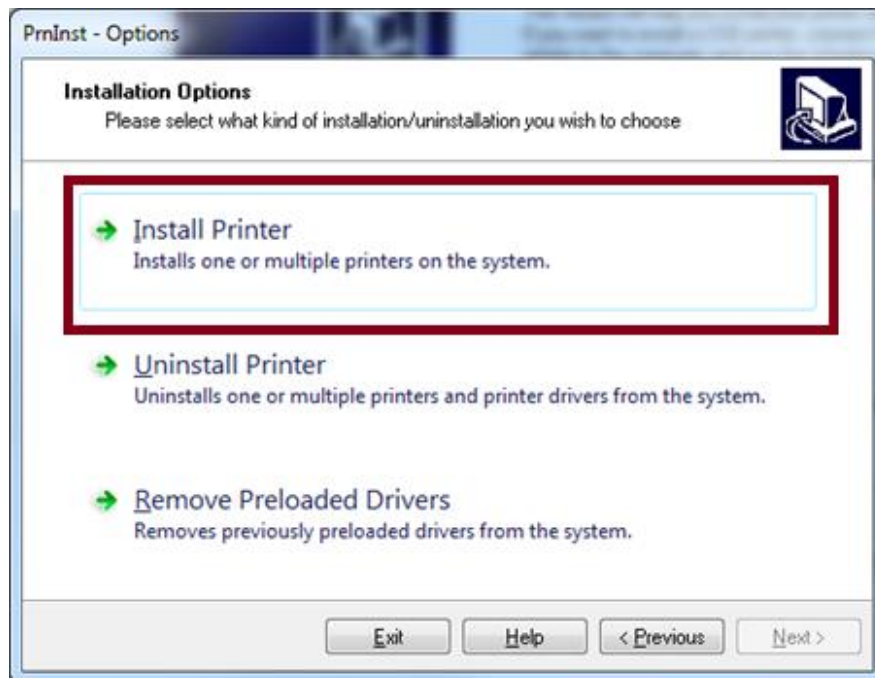 PrnInst - Options
Installation Options
Please select what kind of installation/uninstallation you wish to choose
Install Printer
Installs one or multiple printers on the system.
Uninstall Printer
Uninstalls one or multiple printers and printer drivers from the system.
Remove Preloaded Drivers
Removes previously preloaded drivers from the system.
Exit
Help
< Previous
Next >